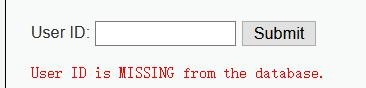 User ID: Submit
User ID is MISSING from the database.